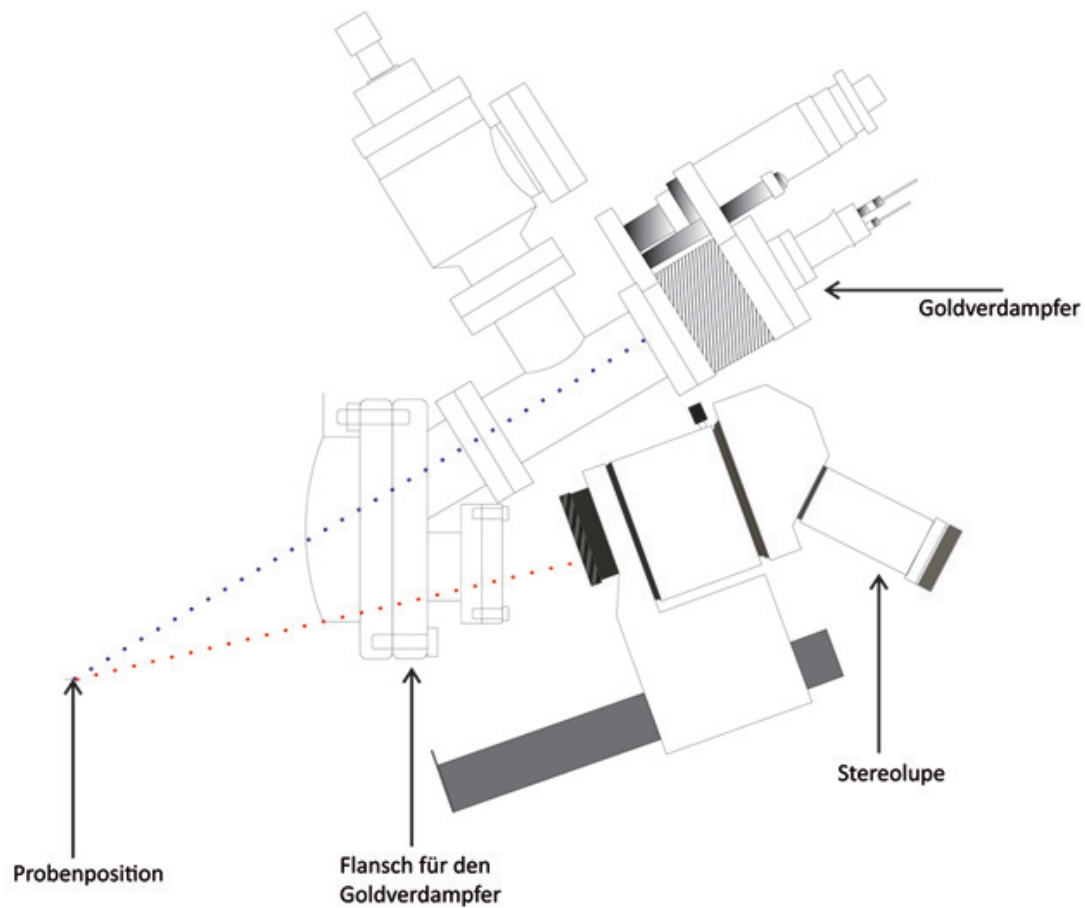 Goldverdampfer
Stereolupe
Probenposition
Flansch für den
Goldverdampfer